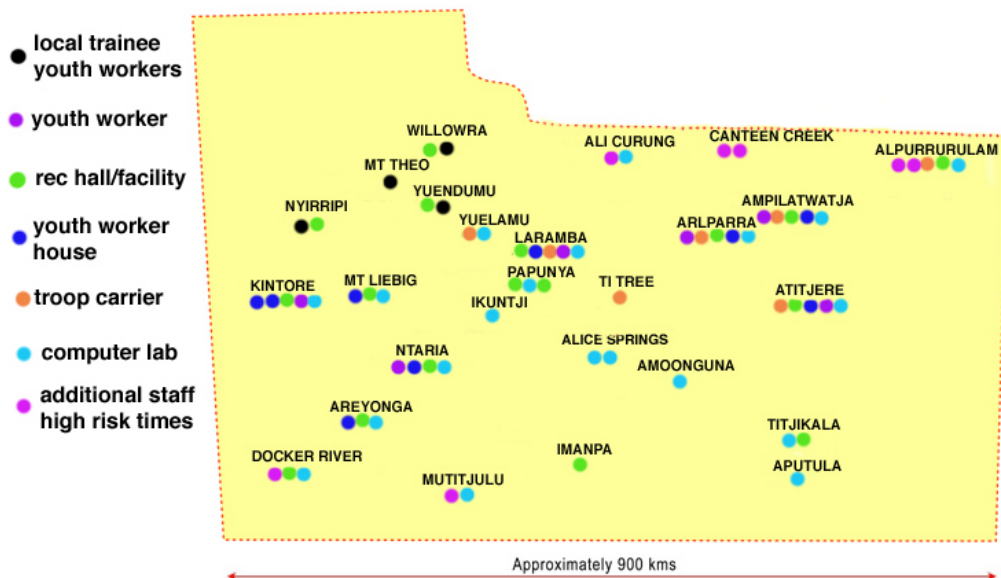 local trainee
youth workers
youth worker
rec hall/facility
youth worker
house
troop carrier
computer lab
additional staff
high risk times
WILLOWRA
ALI CURUNG
CANTEEN CREEK
ALPURRURULAM
MT THEO
YUENDUMU
NYIRRIPI
YUELAMU
AMPILATWATJA
ARLPARRA
LARAMBA
PAPUNYA
MT LIEBIG
KINTORE
IKUNTJI
TI TREE
ATITJERE
ALICE SPRINGS
NTARIA
AMOONGUNA
AREYONGA
TITJIKALA
IMANPA
DOCKER RIVER
APUTULA
MUTITJULU
Approximately 900 kms